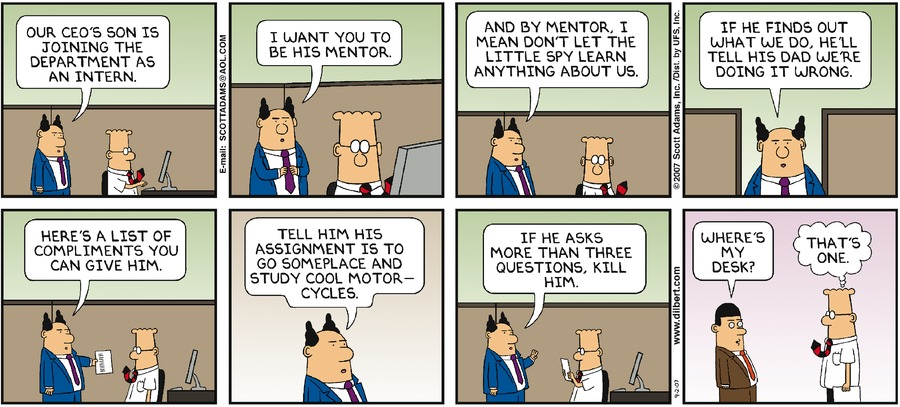 OUR CEO'S SON IS
JOINING THE
DEPARTMENT AS
AN INTERN.
E-mail: SCOTTADAMS@AOL.COM
I WANT YOU TO
BE HIS MENTOR.
AND BY MENTOR, I
MEAN DON'T LET THE
LITTLE SPY LEARN
ANYTHING ABOUT US.
©2007 Scott Adams, Inc./Dist. by UFS, Inc.
IF HE FINDS OUT
WHAT WE DO, HE'LL
TELL HIS DAD WE'RE
DOING IT WRONG.
HERE'S A LIST OF
COMPLIMENTS YOU
CAN GIVE HIM.
TELL HIM HIS
ASSIGNMENT IS TO
GO SOMEPLACE AND
STUDY COOL MOTOR-
CYCLES.
IF HE ASKS
MORE THAN THREE
QUESTIONS, KILL
HIM.
9-2-07
www.dilbert.com
WHERE'S
MY
DESK?
THAT'S
ONE.